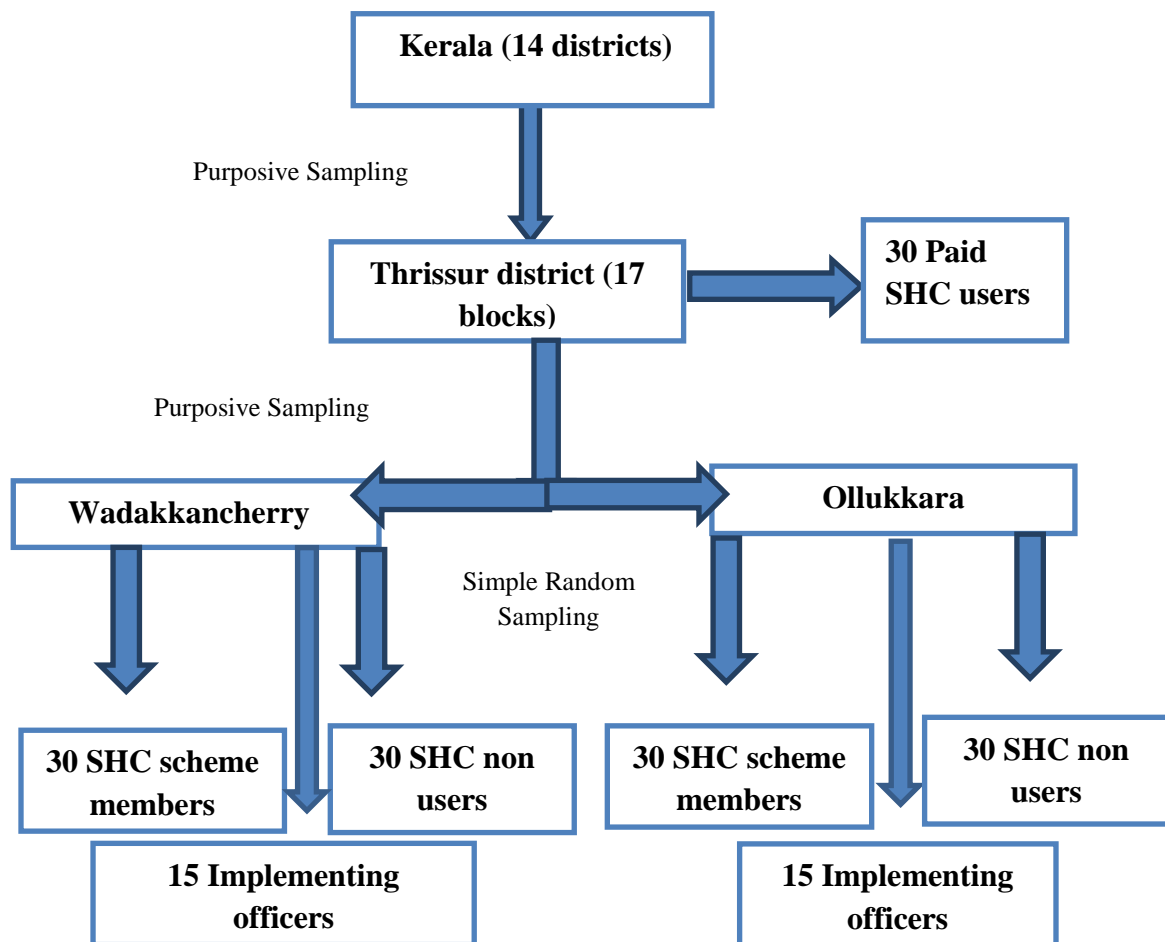 Kerala (14 districts)
Purposive Sampling
Thrissur district (17
blocks)
30 Paid
SHC users
Purposive Sampling
Wadakkancherry
Ollukkara
Simple Random
Sampling
30 SHC scheme
members
30 SHC non
users
30 SHC scheme
members
30 SHC non
users
15 Implementing
officers
15 Implementing
officers